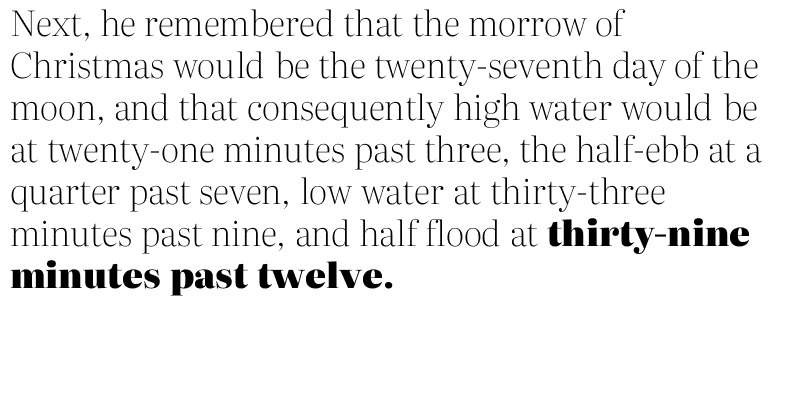 Next, he remembered that the morrow of
Christmas would be the twenty-seventh day of the
moon, and that consequently high water would be
at twenty-one minutes past three, the half-ebb at a
quarter past seven, low water at thirty-three
minutes past nine, and half flood at thirty-nine
minutes past twelve.